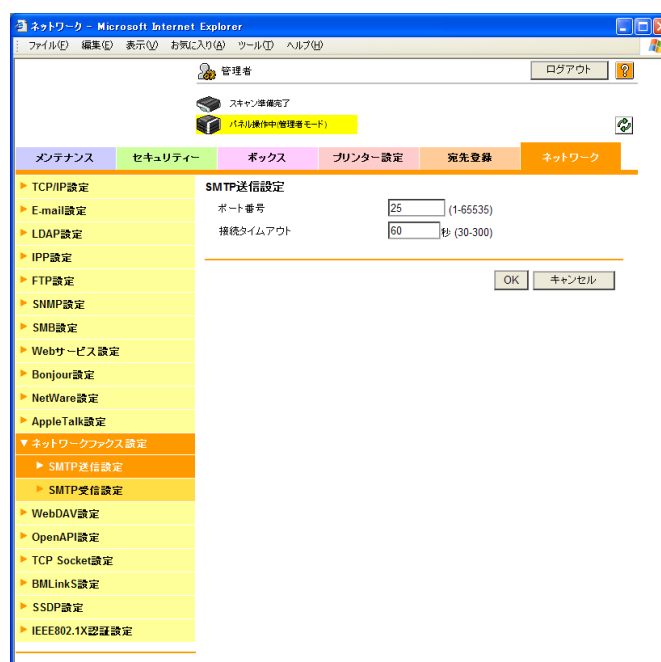 ネットワーク - Microsoft Internet Explorer
ファイル(F) 編集(E) 表示(V) お気に入り(A) ツール(T) ヘルプ(H)
管理者 ログアウト ?
スキャン準備完了
パネル操作中(管理者モード)
メンテナンス セキュリティー ボックス プリンター設定 宛先登録 ネットワーク
TCP/IP設定
E-mail設定
LDAP設定
IPP設定
FTP設定
SNMP設定
SMB設定
Webサービス設定
Bonjour設定
NetWare設定
AppleTalk設定
ネットワークファクス設定
SMTP送信設定
SMTP受信設定
WebDAV設定
OpenAPI設定
TCP Socket設定
BMLinkS設定
SSDP設定
IEEE802.1X認証設定
SMTP送信設定
ポート番号 25 (1-65535)
接続タイムアウト 60 秒 (30-300)
OK キャンセル